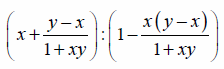 (x + (y − x)/(1 + xy)) : (1 − x(y − x)/(1 + xy))